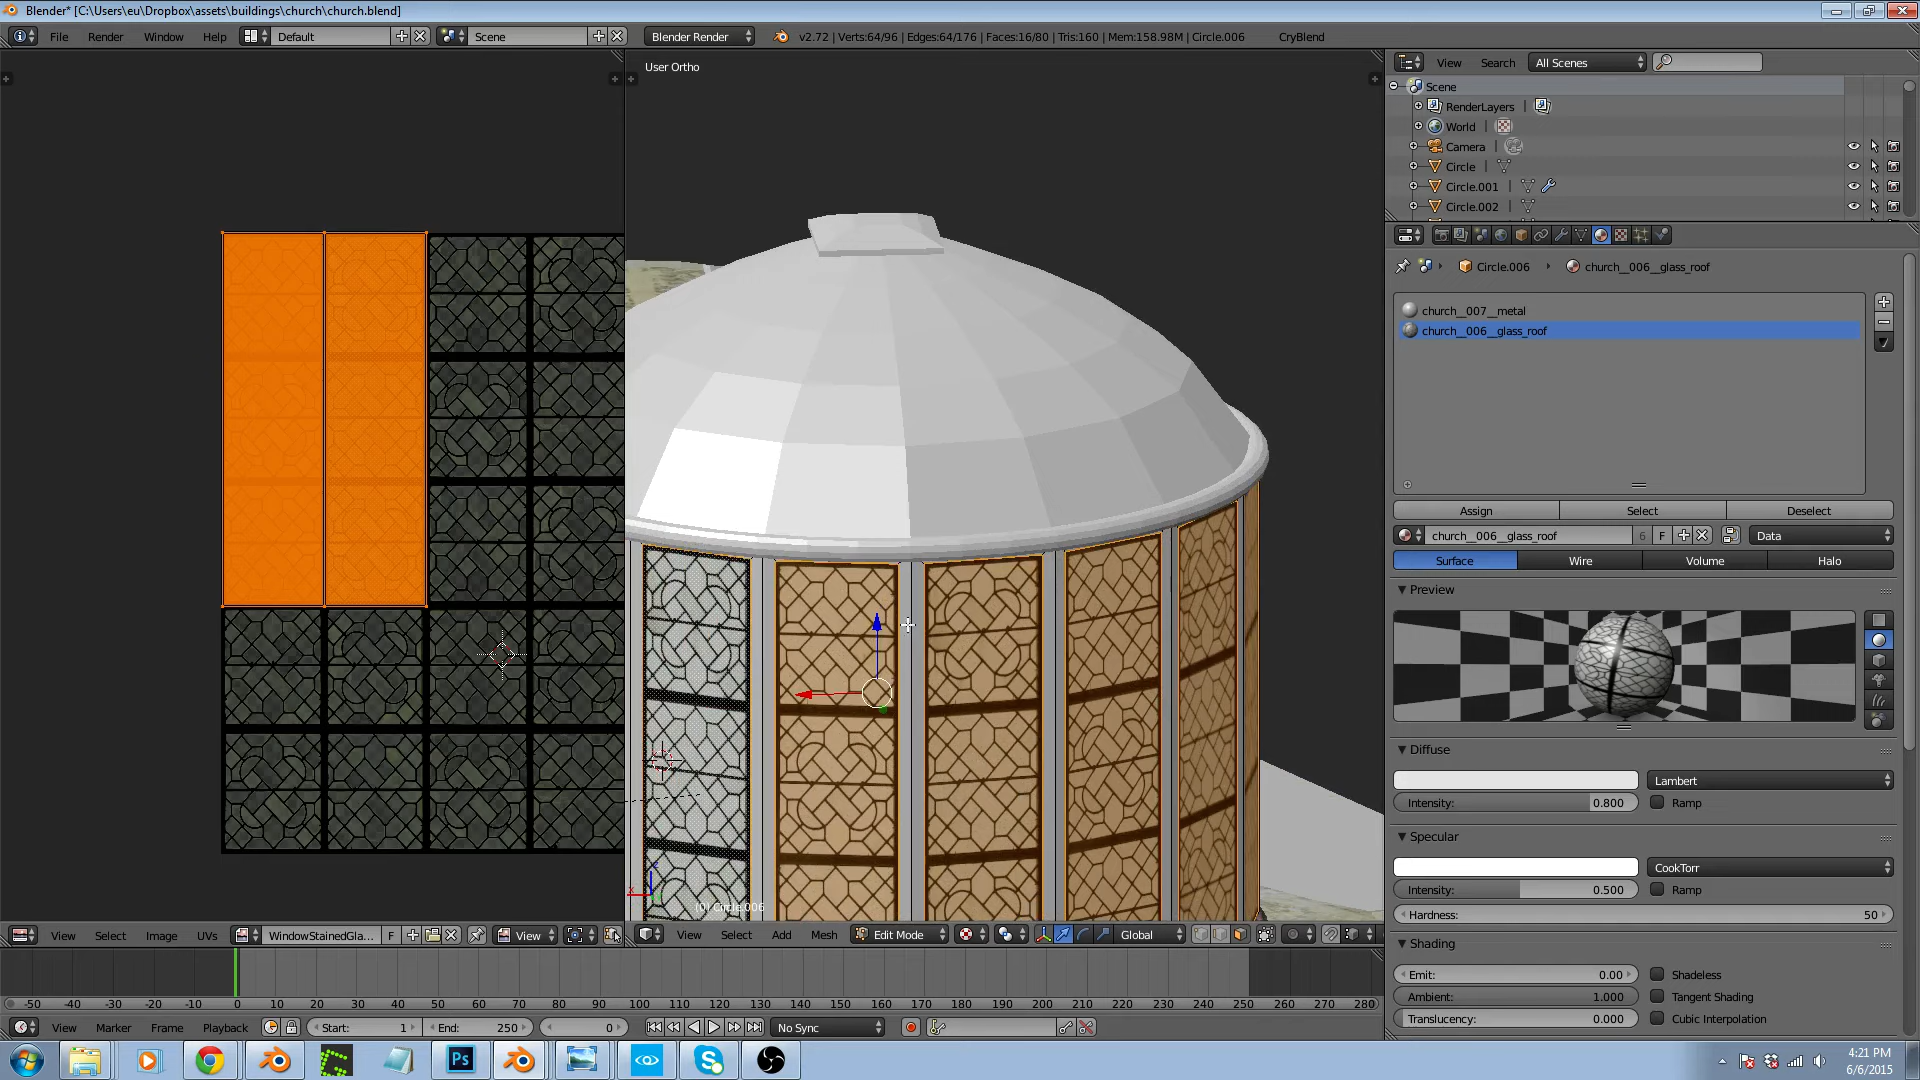 Blender* [C:\Users\eu\Dropbox\assets\buildings\church\church.blend]
File Render Window Help Default Scene Blender Render v2.72 | Verts:64/96 | Edges:64/176 | Faces:16/80 | Tris:160 | Mem:158.98M | Circle.006 CryBlend
User Ortho
View Search All Scenes
Scene
RenderLayers
World
Camera
Circle
Circle.001
Circle.002
Circle.006 church__006__glass_roof
church__007__metal
church__006__glass_roof
Assign Select Deselect
church__006__glass_roof 6 F Data
Surface Wire Volume Halo
Preview
Diffuse
Lambert
Intensity: 0.800 Ramp
Specular
CookTorr
Intensity: 0.500 Ramp
Hardness: 50
Shading
Emit: 0.00 Shadeless
Ambient: 1.000 Tangent Shading
Translucency: 0.000 Cubic Interpolation
(0) Circle.006
View Select Image UVs WindowStainedGla... F View
View Select Add Mesh Edit Mode Global
-50 -40 -30 -20 -10 0 10 20 30 40 50 60 70 80 90 100 110 120 130 140 150 160 170 180 190 200 210 220 230 240 250 260 270 280
View Marker Frame Playback Start: 1 End: 250 0 No Sync
Ps
4:21 PM
6/6/2015